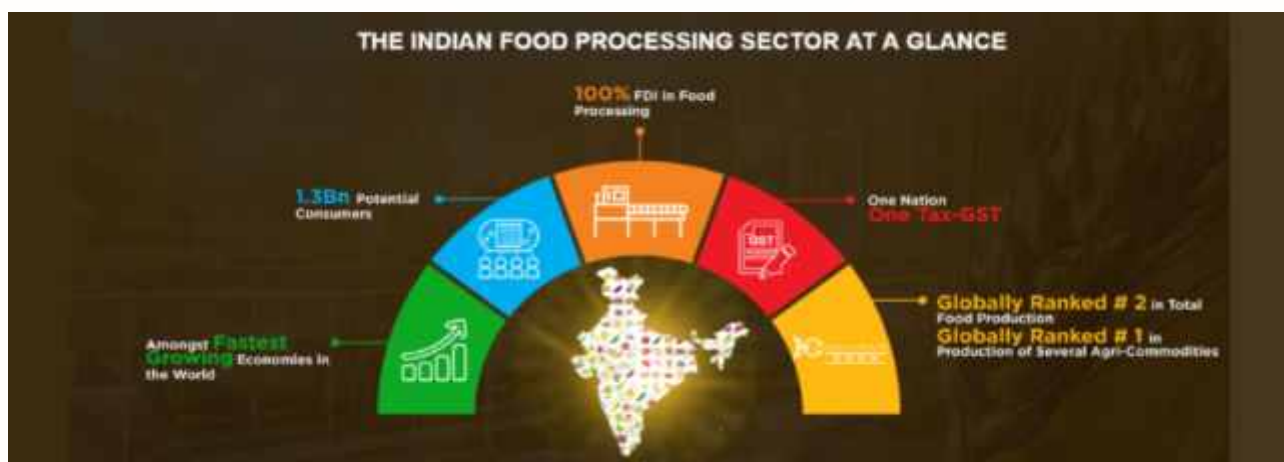 THE INDIAN FOOD PROCESSING SECTOR AT A GLANCE
100% FDI in Food
Processing
1.3Bn Potential
Consumers
One Nation
One Tax-GST
GST
Amongst Fastest
Growing Economies in
the World
Globally Ranked # 2 in Total
Food Production
Globally Ranked # 1 in
Production of Several Agri-Commodities